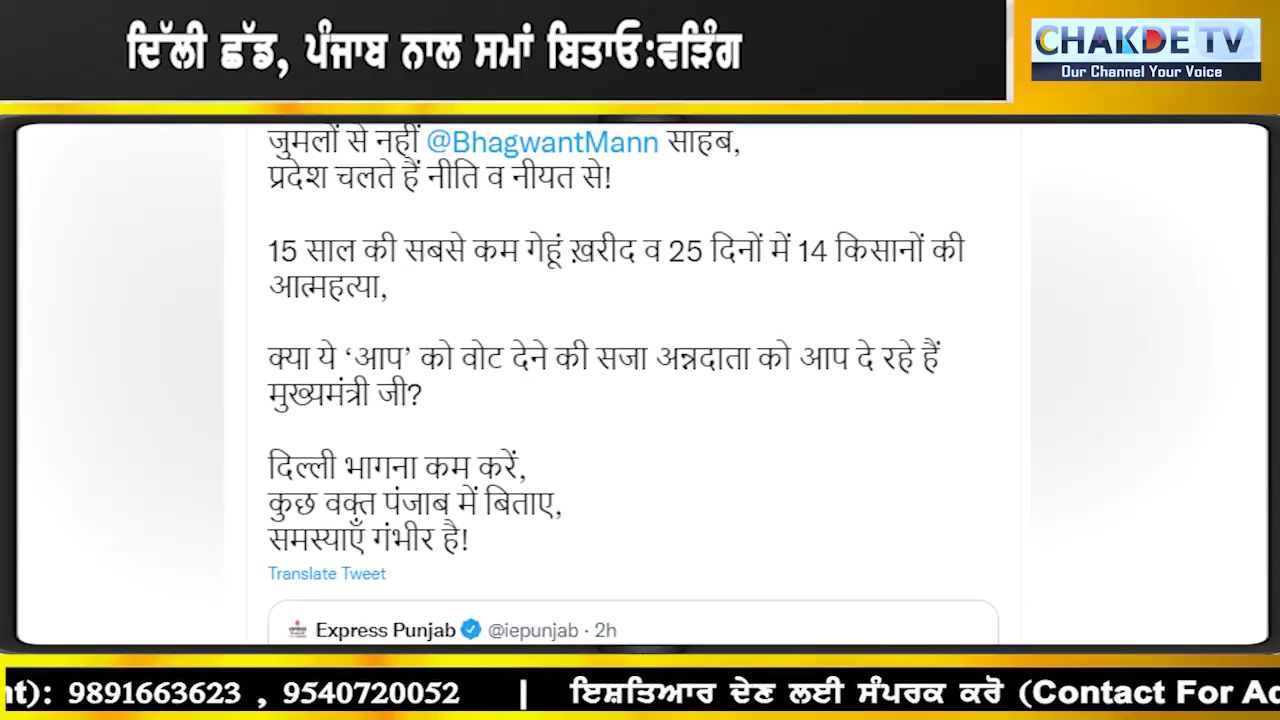 ਦਿੱਲੀ ਛੱਡ, ਪੰਜਾਬ ਨਾਲ ਸਮਾਂ ਬਿਤਾਓ:ਵੜਿੰਗ
CHAKDE TV
Our Channel Your Voice
जुमलों से नहीं @BhagwantMann साहब,
प्रदेश चलते हैं नीति व नीयत से!
15 साल की सबसे कम गेहूं ख़रीद व 25 दिनों में 14 किसानों की
आत्महत्या,
क्या ये ‘आप’ को वोट देने की सजा अन्नदाता को आप दे रहे हैं
मुख्यमंत्री जी?
दिल्ली भागना कम करें,
कुछ वक्त पंजाब में बिताए,
समस्याएँ गंभीर है!
Translate Tweet
Express Punjab @iepunjab · 2h
nt): 9891663623 , 9540720052 | ਇਸ਼ਤਿਆਰ ਦੇਣ ਲਈ ਸੰਪਰਕ ਕਰੋ (Contact For Ad